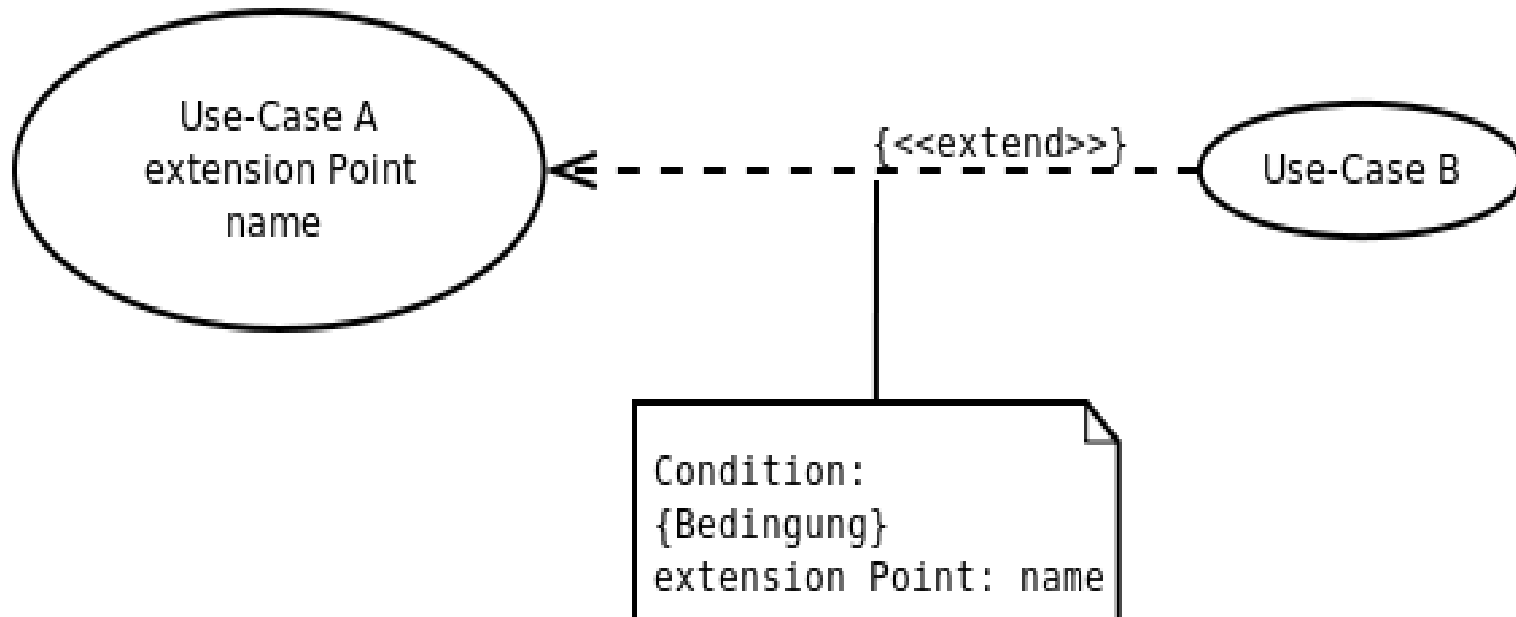 Use-Case A
extension Point
name
{<<extend>>}
Use-Case B
Condition:
{Bedingung}
extension Point: name